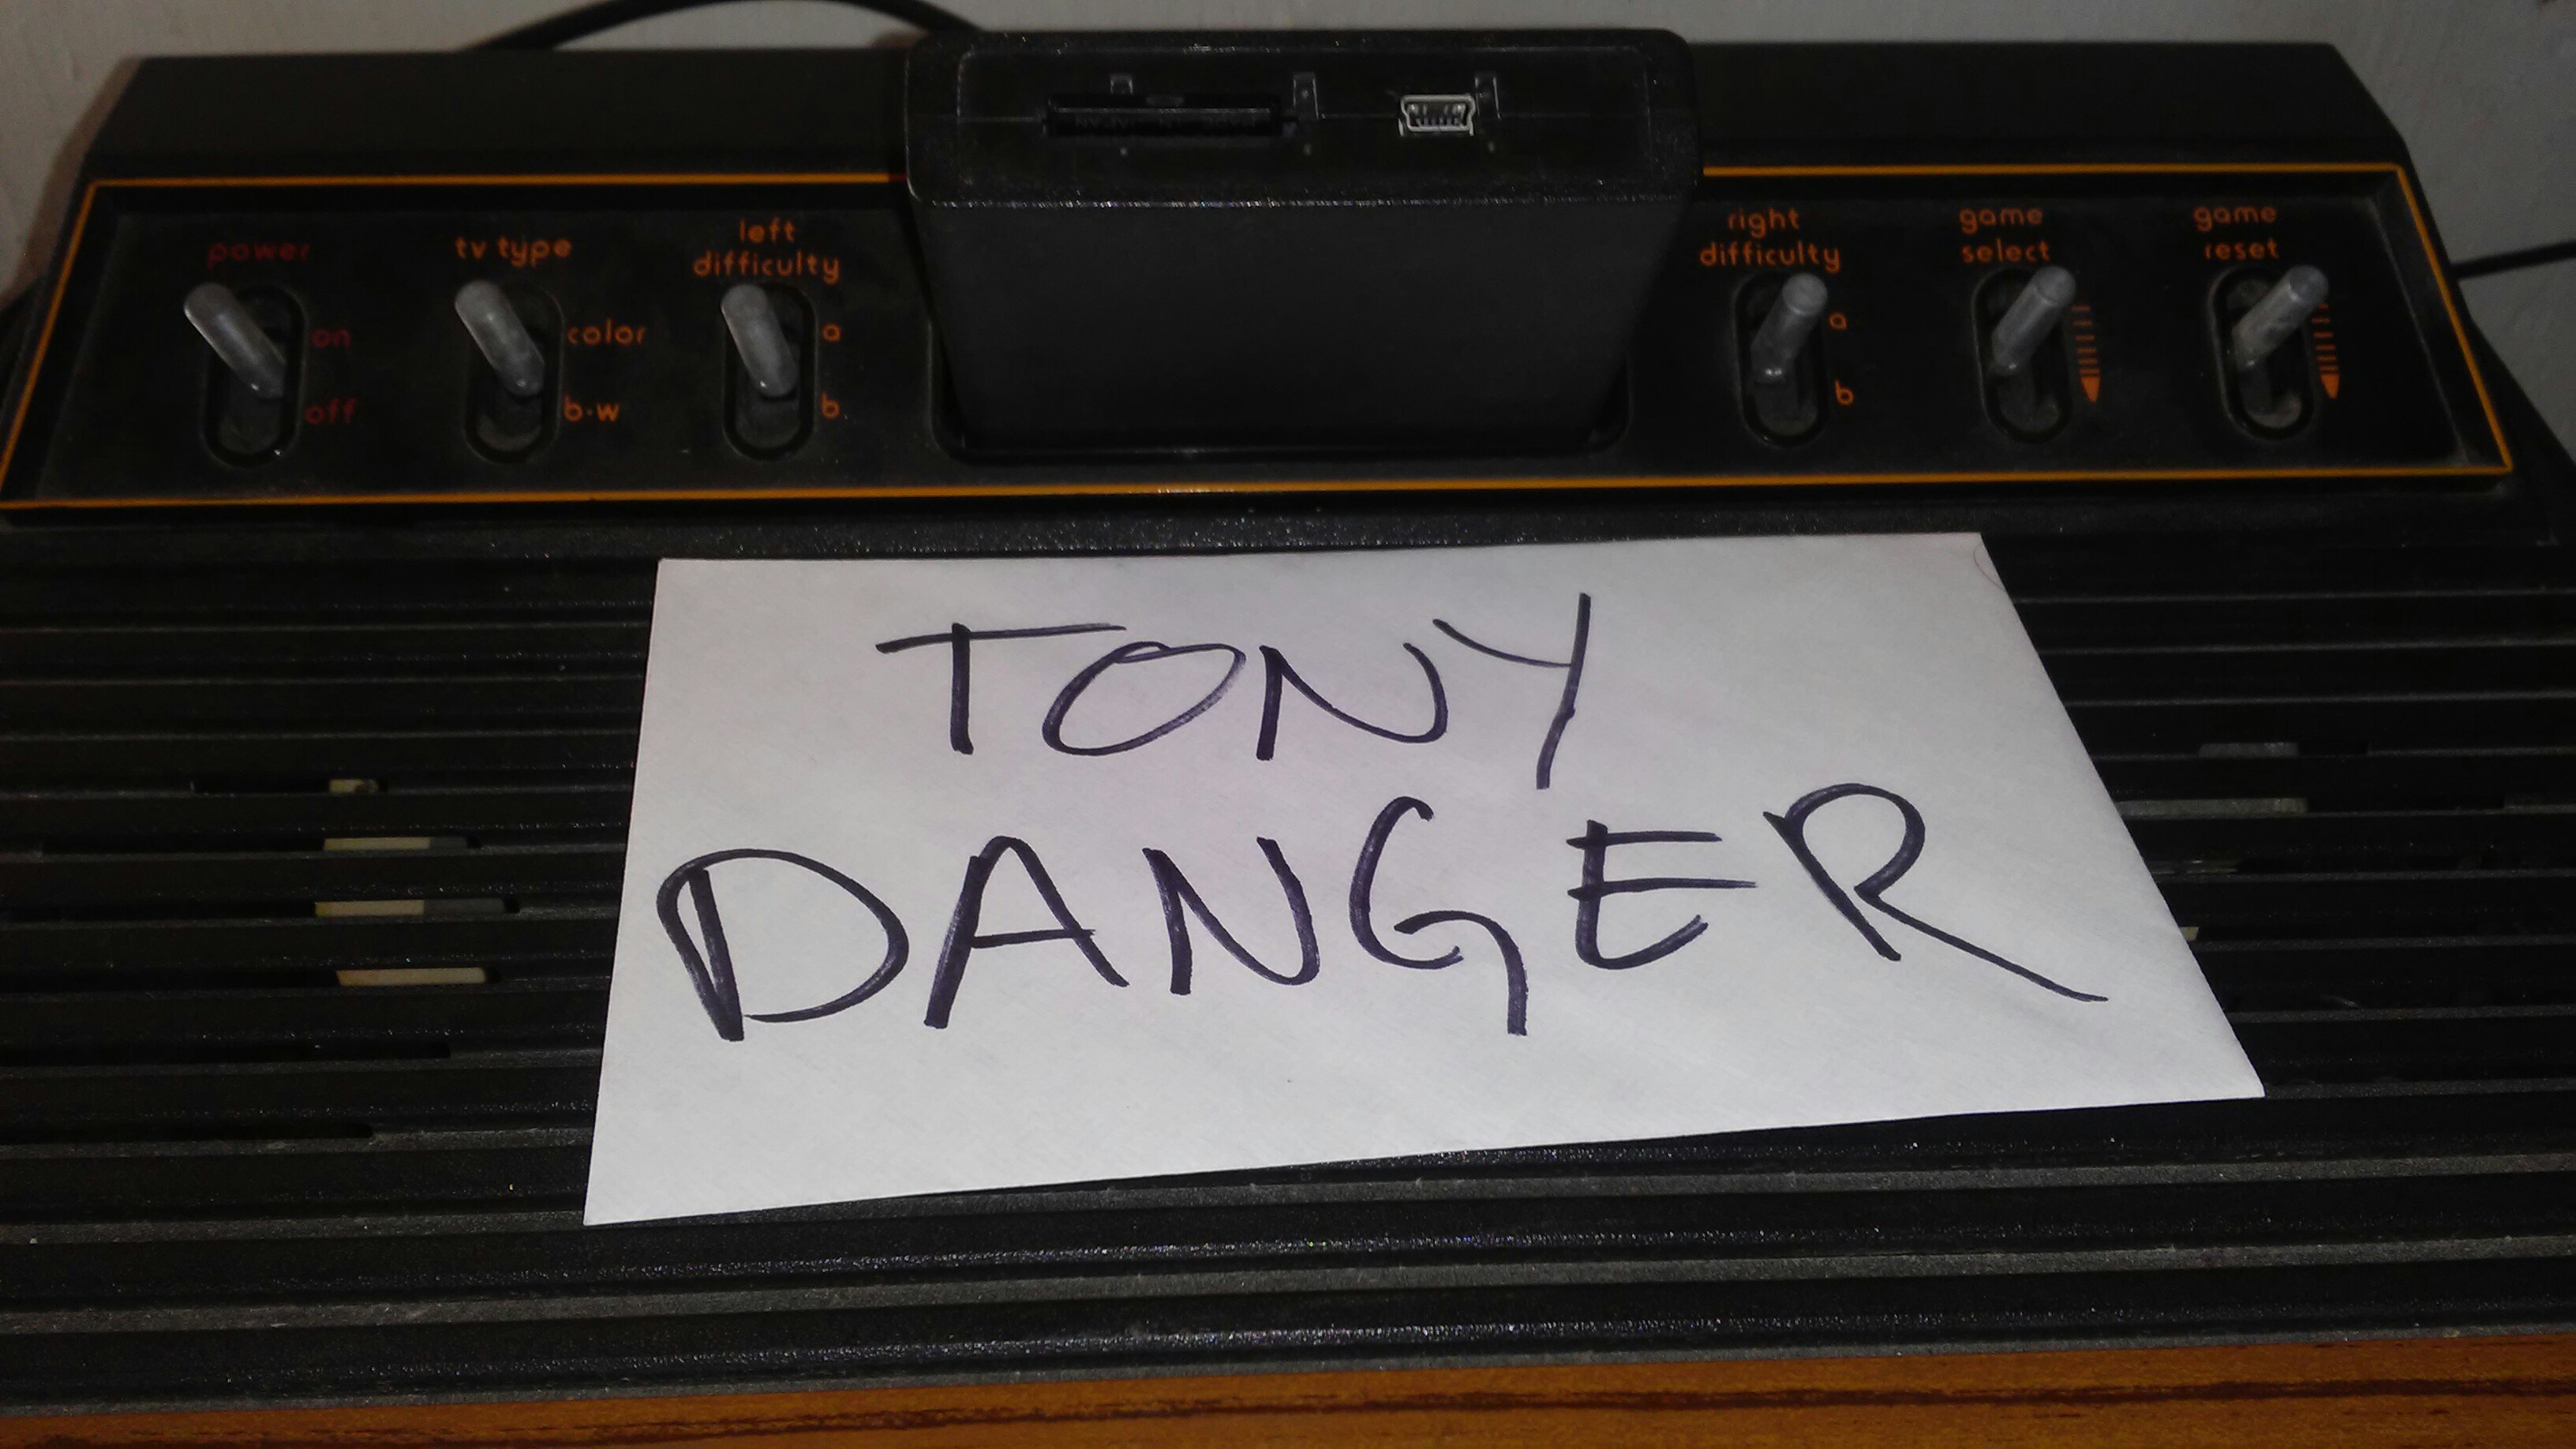 power
on
off
tv type
color
b·w
left
difficulty
a
b
right
difficulty
a
b
game
select
game
reset
TONY
DANGER